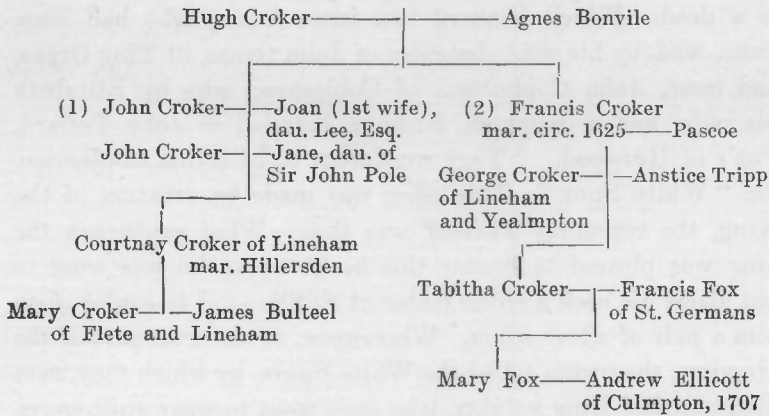 Hugh Croker Agnes Bonvile
(1) John Croker Joan (1st wife), (2) Francis Croker
dau. Lee, Esq. mar. circ. 1625 Pascoe
John Croker Jane, dau. of
Sir John Pole George Croker Anstice Tripp
of Lineham
and Yealmpton
Courtnay Croker of Lineham
mar. Hillersden
Tabitha Croker Francis Fox
of St. Germans
Mary Croker James Bulteel
of Flete and Lineham
Mary Fox Andrew Ellicott
of Culmpton, 1707